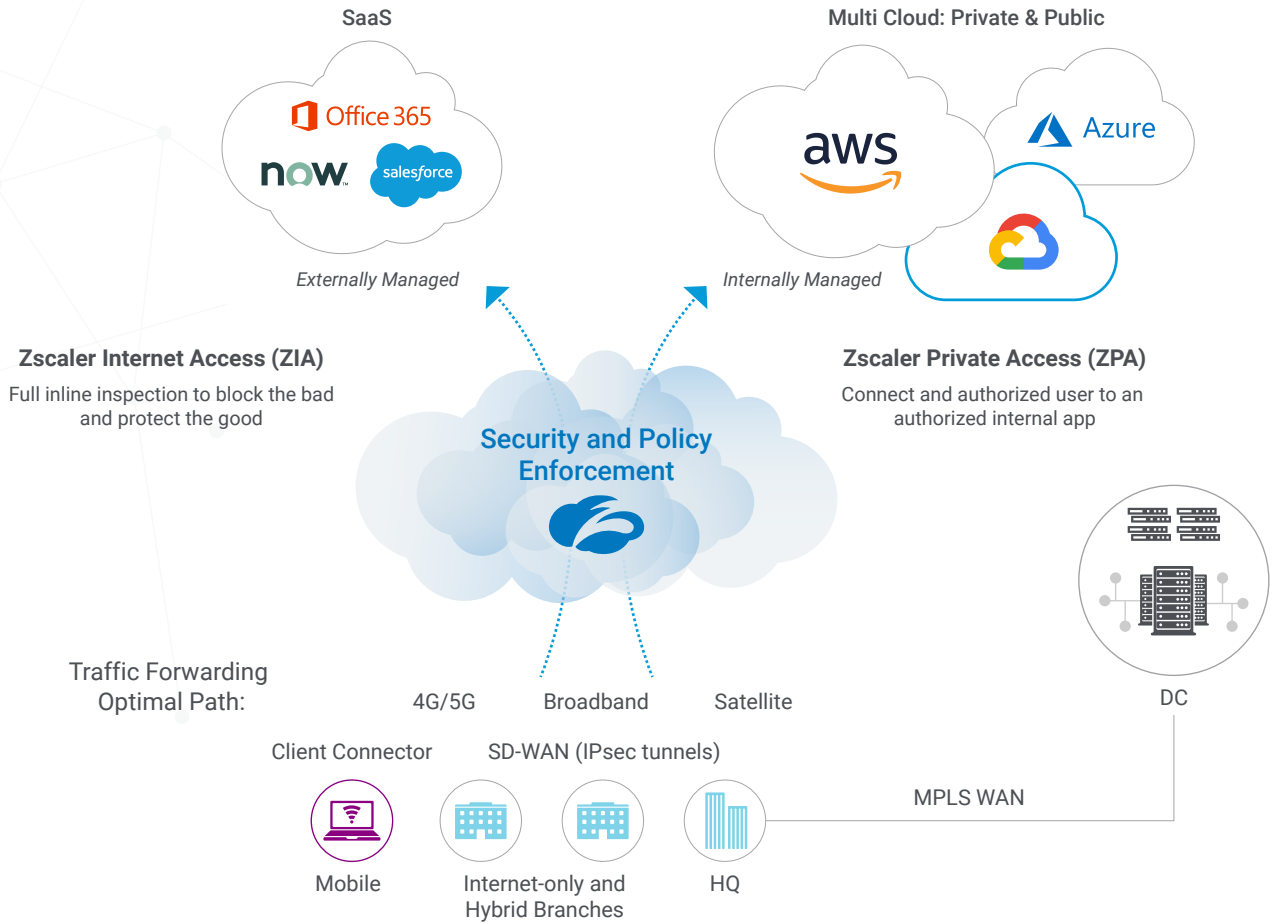 SaaS
Multi Cloud: Private & Public
Office 365
now™
salesforce
aws
Azure
Externally Managed
Internally Managed
Zscaler Internet Access (ZIA)
Full inline inspection to block the bad
and protect the good
Zscaler Private Access (ZPA)
Connect and authorized user to an
authorized internal app
Security and Policy
Enforcement
Traffic Forwarding
Optimal Path:
4G/5G
Broadband
Satellite
DC
Client Connector
SD-WAN (IPsec tunnels)
MPLS WAN
Mobile
Internet-only and
Hybrid Branches
HQ